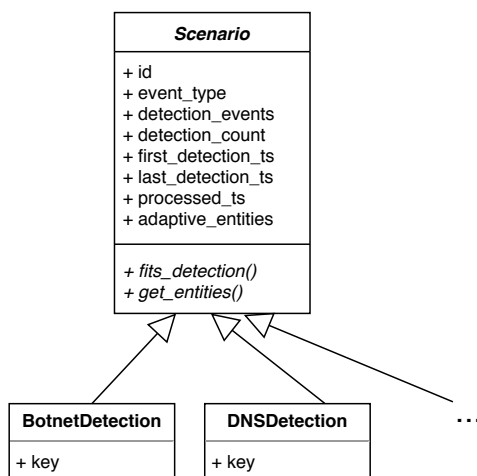 Scenario
+ id
+ event_type
+ detection_events
+ detection_count
+ first_detection_ts
+ last_detection_ts
+ processed_ts
+ adaptive_entities
+ fits_detection()
+ get_entities()
BotnetDetection
+ key
DNSDetection
+ key
...